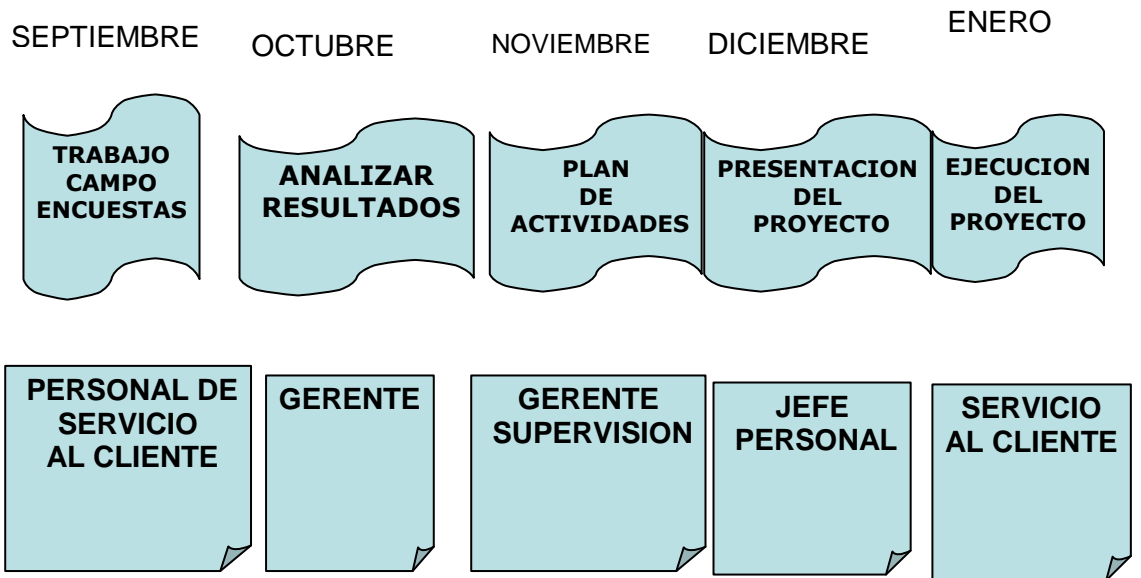 SEPTIEMBRE
OCTUBRE
NOVIEMBRE
DICIEMBRE
ENERO
TRABAJO
CAMPO
ENCUESTAS
ANALIZAR
RESULTADOS
PLAN
DE
ACTIVIDADES
PRESENTACION
DEL
PROYECTO
EJECUCION
DEL
PROYECTO
PERSONAL DE
SERVICIO
AL CLIENTE
GERENTE
GERENTE
SUPERVISION
JEFE
PERSONAL
SERVICIO
AL CLIENTE